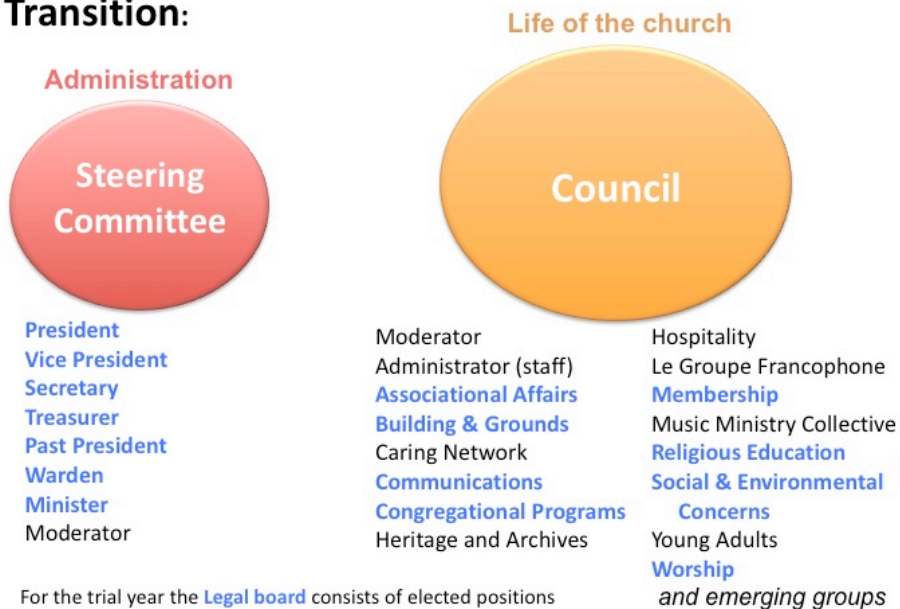 Transition:
Administration
Steering
Committee
President
Vice President
Secretary
Treasurer
Past President
Warden
Minister
Moderator
Life of the church
Council
Moderator
Administrator (staff)
Associational Affairs
Building & Grounds
Caring Network
Communications
Congregational Programs
Heritage and Archives
Hospitality
Le Groupe Francophone
Membership
Music Ministry Collective
Religious Education
Social & Environmental
Concerns
Young Adults
Worship
and emerging groups
For the trial year the Legal board consists of elected positions